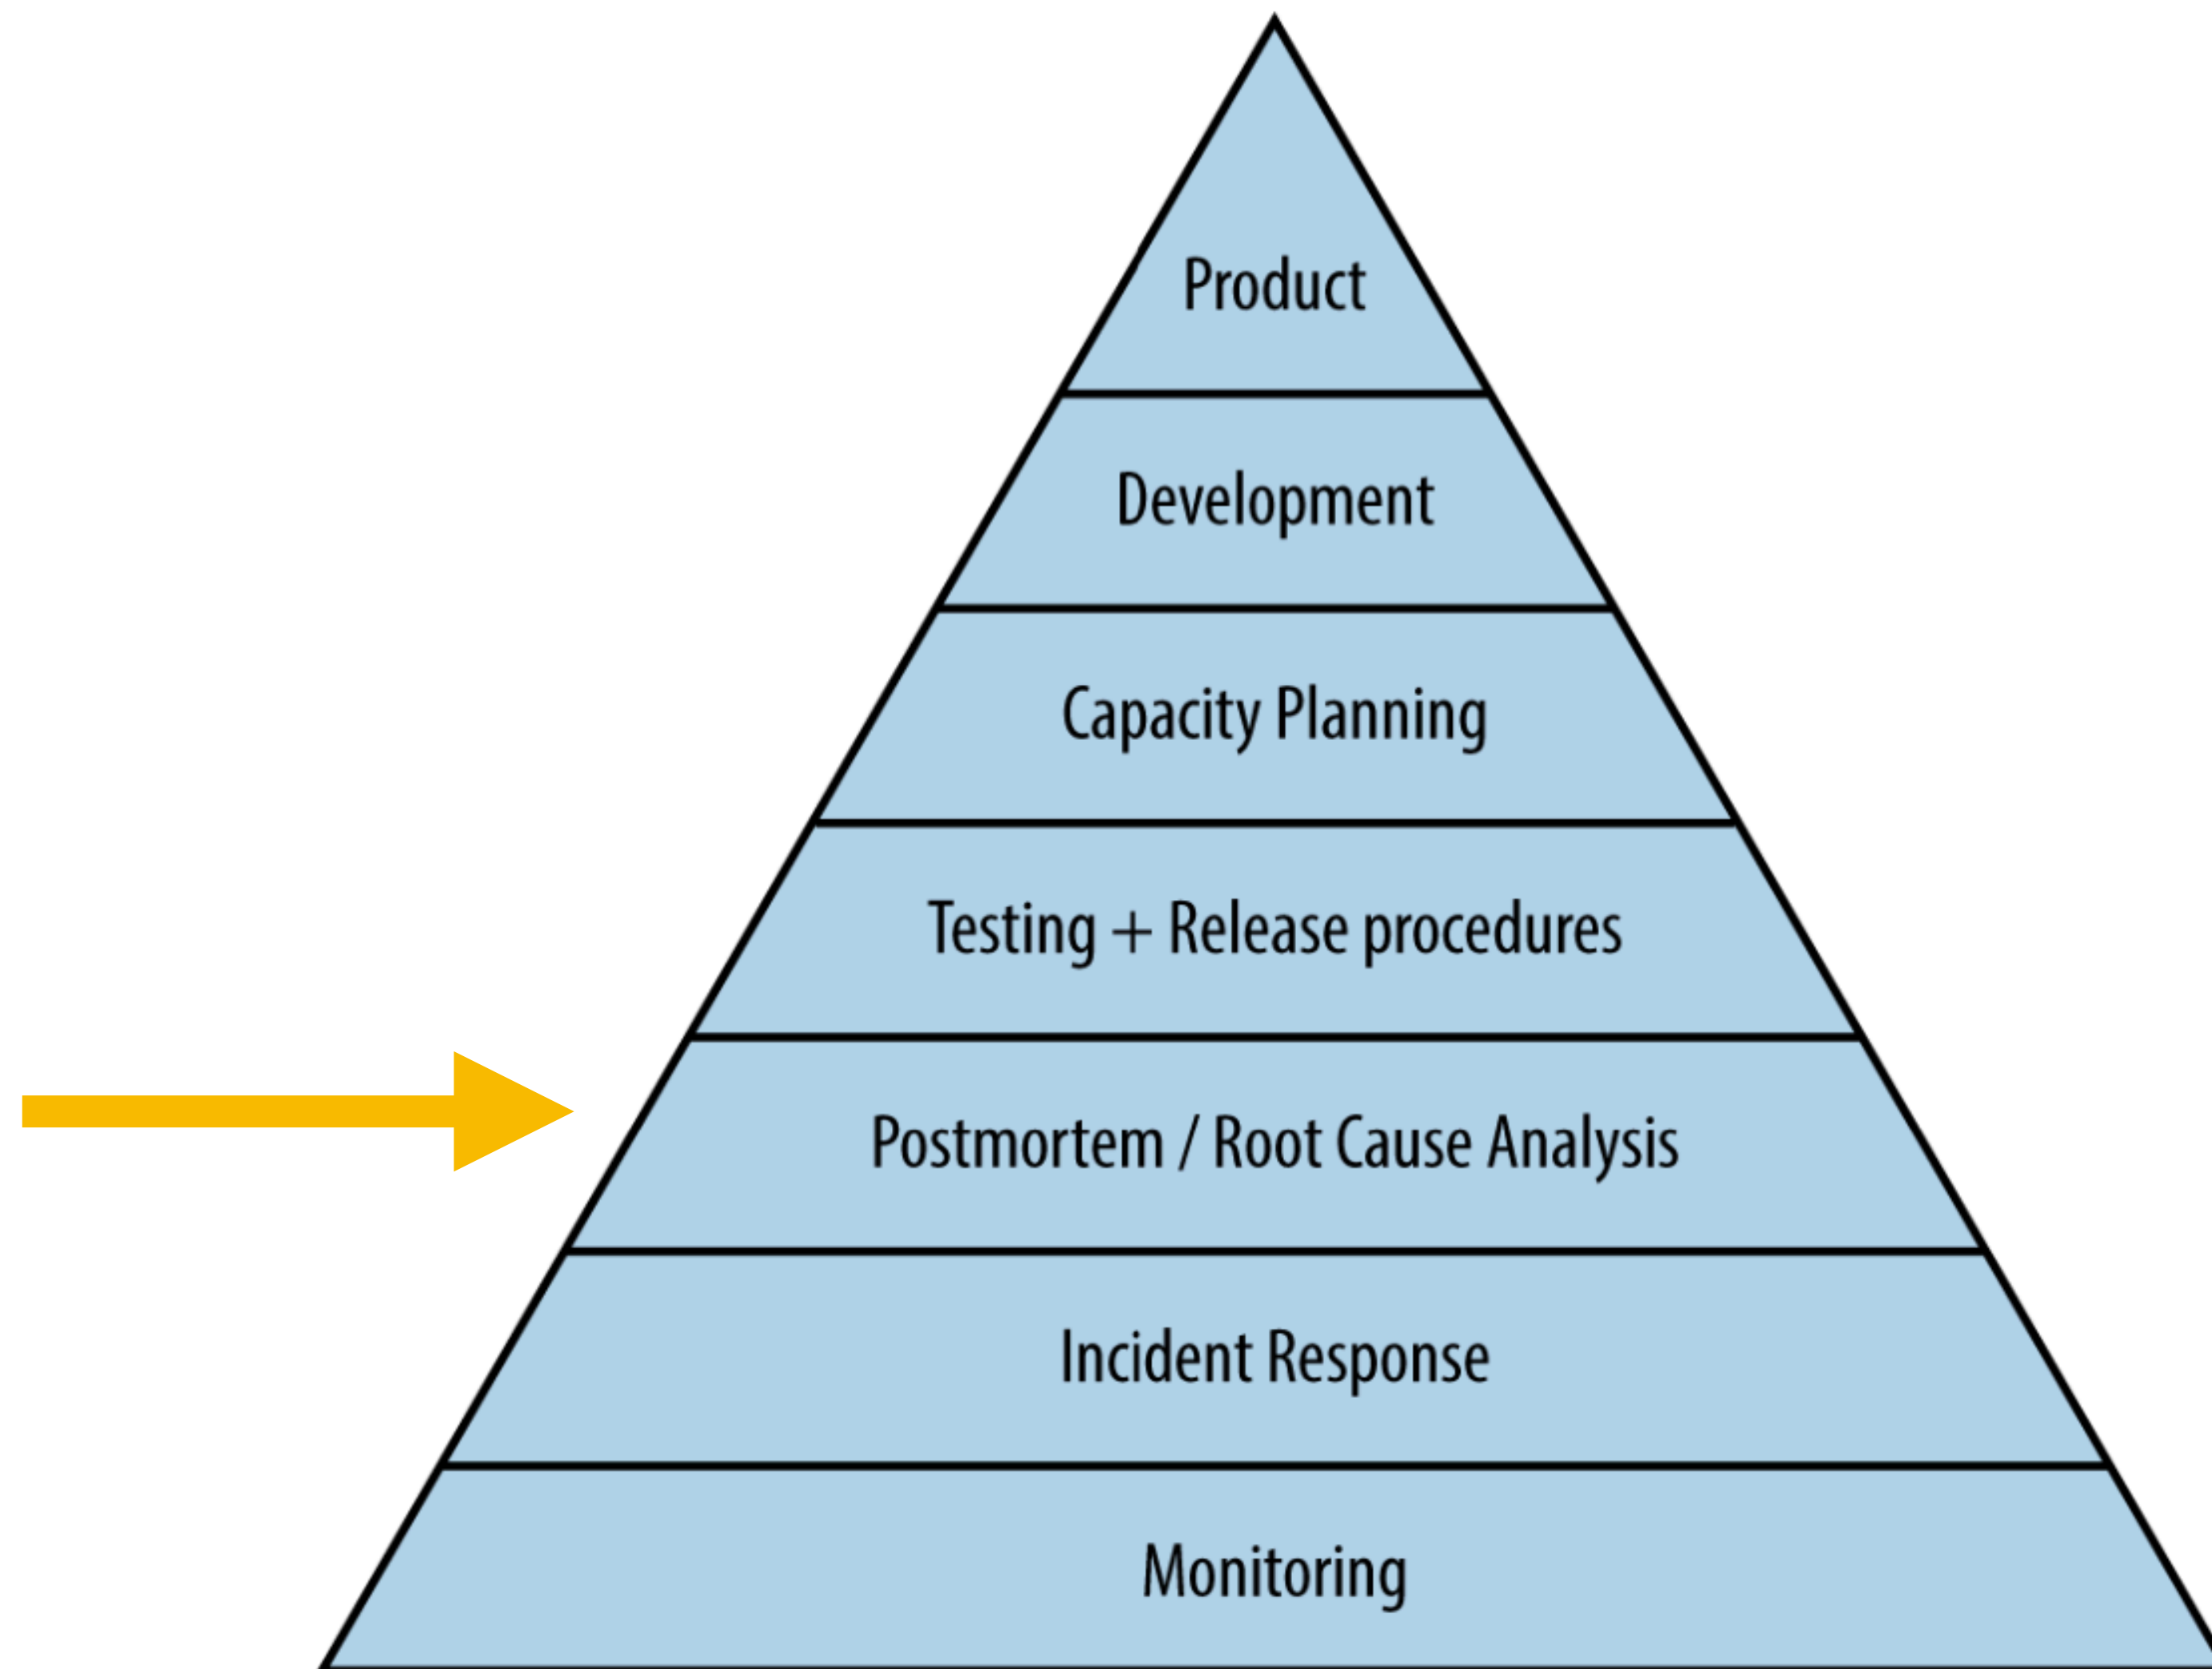 Product
Development
Capacity Planning
Testing + Release procedures
Postmortem / Root Cause Analysis
Incident Response
Monitoring